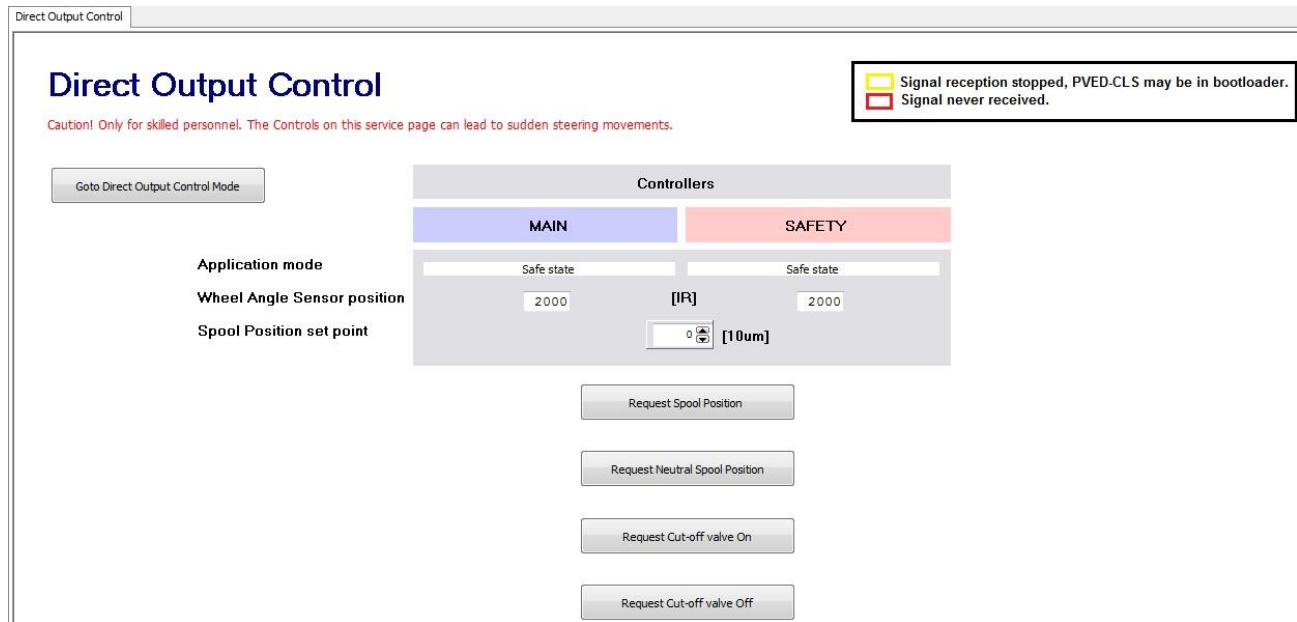 Direct Output Control
Direct Output Control
Signal reception stopped, PVED-CLS may be in bootloader.
Signal never received.
Caution! Only for skilled personnel. The Controls on this service page can lead to sudden steering movements.
Goto Direct Output Control Mode
Controllers
MAIN SAFETY
Application mode Safe state Safe state
Wheel Angle Sensor position 2000 [IR] 2000
Spool Position set point 0 [10um]
Request Spool Position
Request Neutral Spool Position
Request Cut-off valve On
Request Cut-off valve Off